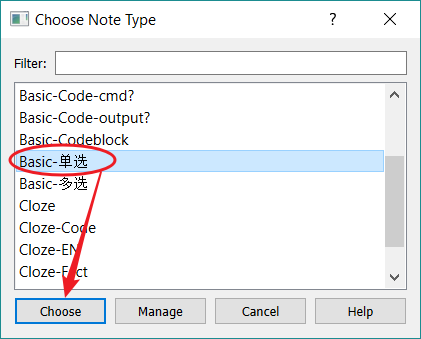 Choose Note Type
Filter:
Basic-Code-cmd?
Basic-Code-output?
Basic-Codeblock
Basic-单选
Basic-多选
Cloze
Cloze-Code
Cloze-EN
Cloze-Fact
Choose Manage Cancel Help